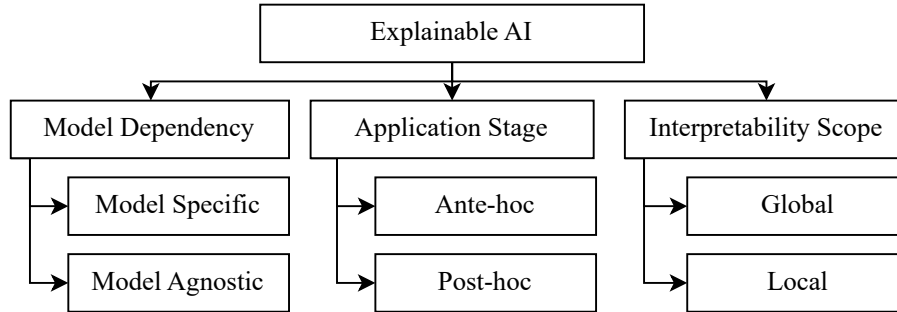 Explainable AI
Model Dependency
Application Stage
Interpretability Scope
Model Specific
Ante-hoc
Global
Model Agnostic
Post-hoc
Local